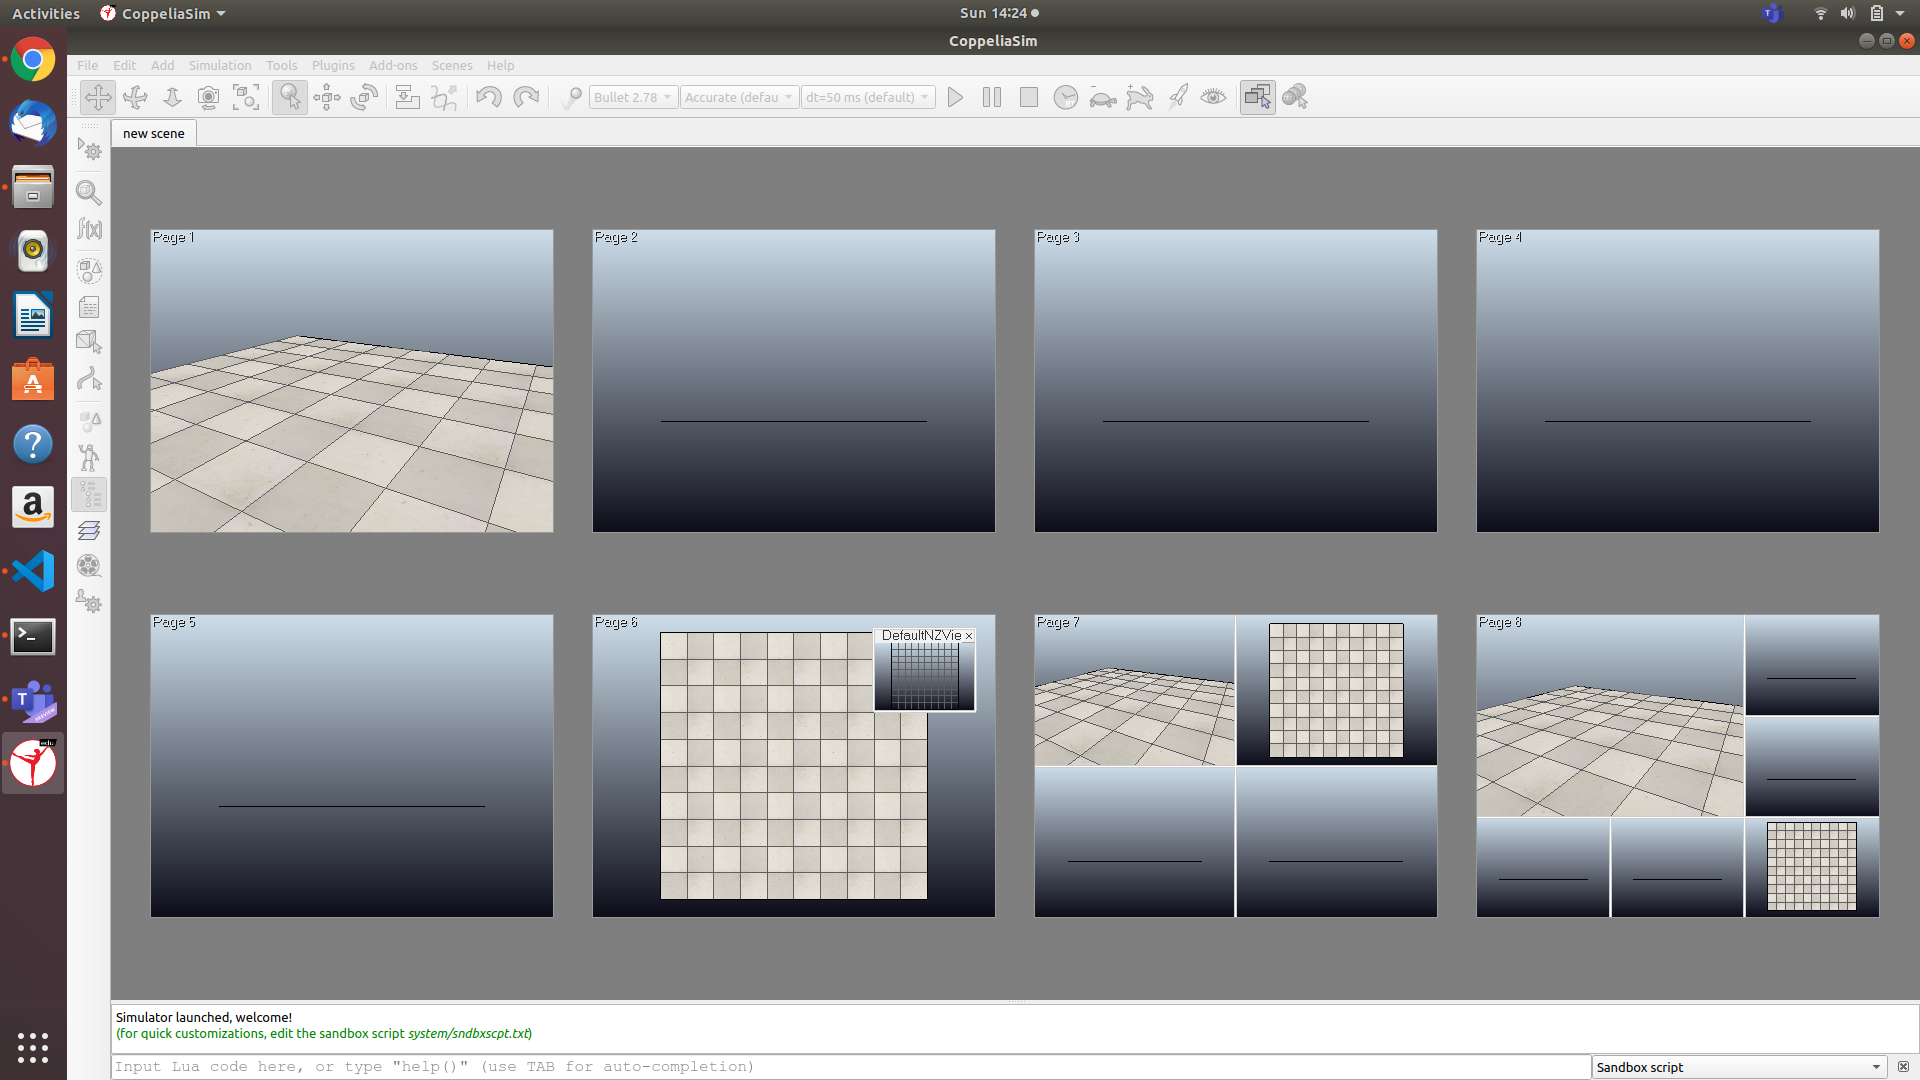 Activities
CoppeliaSim
Sun 14:24
CoppeliaSim
File Edit Add Simulation Tools Plugins Add-ons Scenes Help
Bullet 2.78
Accurate (defau
dt=50 ms (default)
new scene
f(x)
Page 1
Page 2
Page 3
Page 4
Page 5
Page 6
DefaultNZVie ×
Page 7
Page 8
edu
PREVIEW
Simulator launched, welcome!
(for quick customizations, edit the sandbox script system/sndbxscpt.txt)
Input Lua code here, or type "help()" (use TAB for auto-completion)
Sandbox script